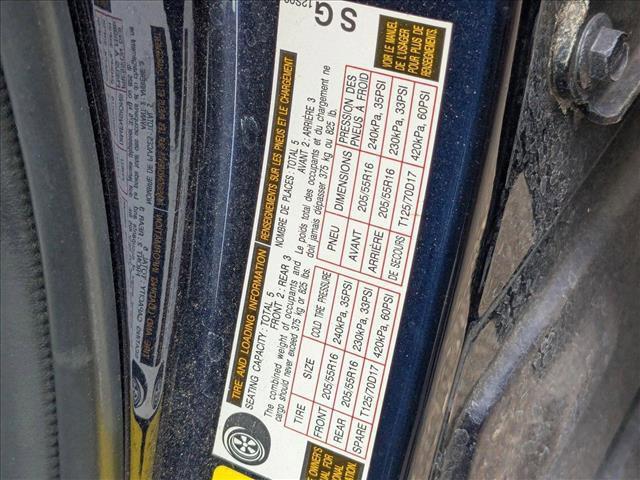 TIRE AND LOADING INFORMATION
RENSEIGNEMENTS SUR LES PNEUS ET LE CHARGEMENT
SEATING CAPACITY : TOTAL 5
FRONT 2 : REAR 3
The combined weight of occupants and
cargo should never exceed 375 kg or 825 lbs.
TIRE SIZE COLD TIRE PRESSURE
FRONT 205/55R16 240kPa, 35PSI
REAR 205/55R16 230kPa, 33PSI
SPARE T125/70D17 420kPa, 60PSI
NOMBRE DE PLACES : TOTAL 5
AVANT 2 : ARRIÈRE 3
Le poids total des occupants et du chargement ne
doit jamais dépasser 375 kg ou 825 lb.
PNEU DIMENSIONS PRESSION DES PNEUS À FROID
AVANT 205/55R16 240kPa, 35PSI
ARRIÈRE 205/55R16 230kPa, 33PSI
DE SECOURS T125/70D17 420kPa, 60PSI
OWNER'S
FOR
VOIR LE MANUEL
DE L'USAGER
POUR PLUS DE
RENSEIGNEMENTS
SG